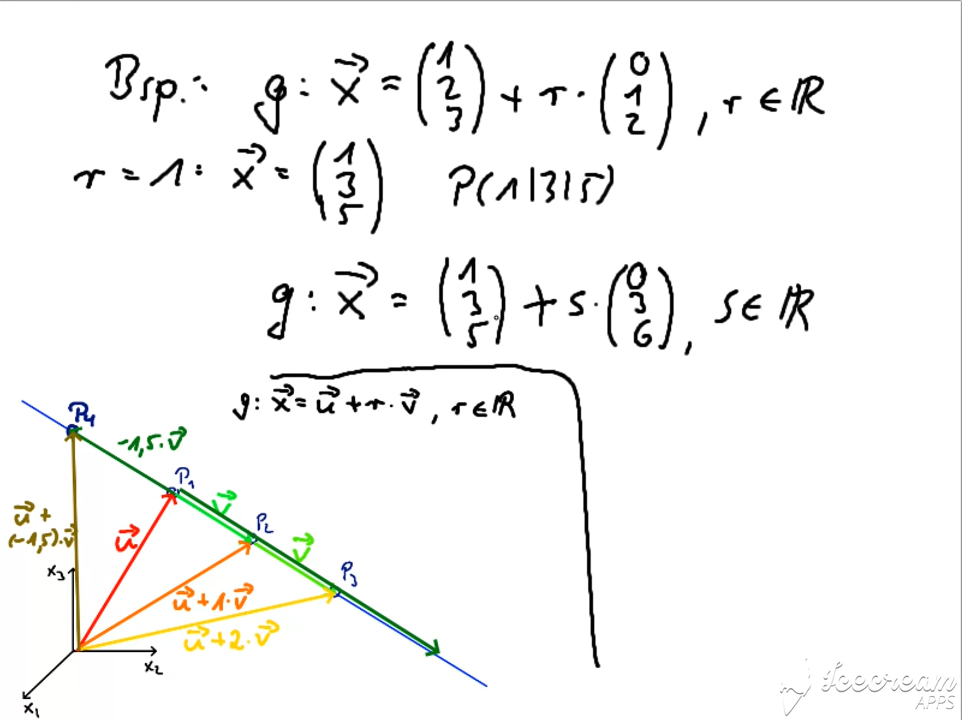 Bsp.: g: x⃗ = (1 2 3) + r · (0 1 2), r ∈ ℝ
r = 1: x⃗ = (1 3 5) P(1|3|5)
g: x⃗ = (1 3 5) + s · (0 3 6), s ∈ ℝ
g: x⃗ = u⃗ + r · v⃗, r ∈ ℝ
P4
-1,5 · v⃗
P1
v⃗
P2
v⃗
P3
u⃗ +
(-1,5) · v⃗
u⃗
u⃗ + 1 · v⃗
u⃗ + 2 · v⃗
x3
x2
x1
Icecream
APPS